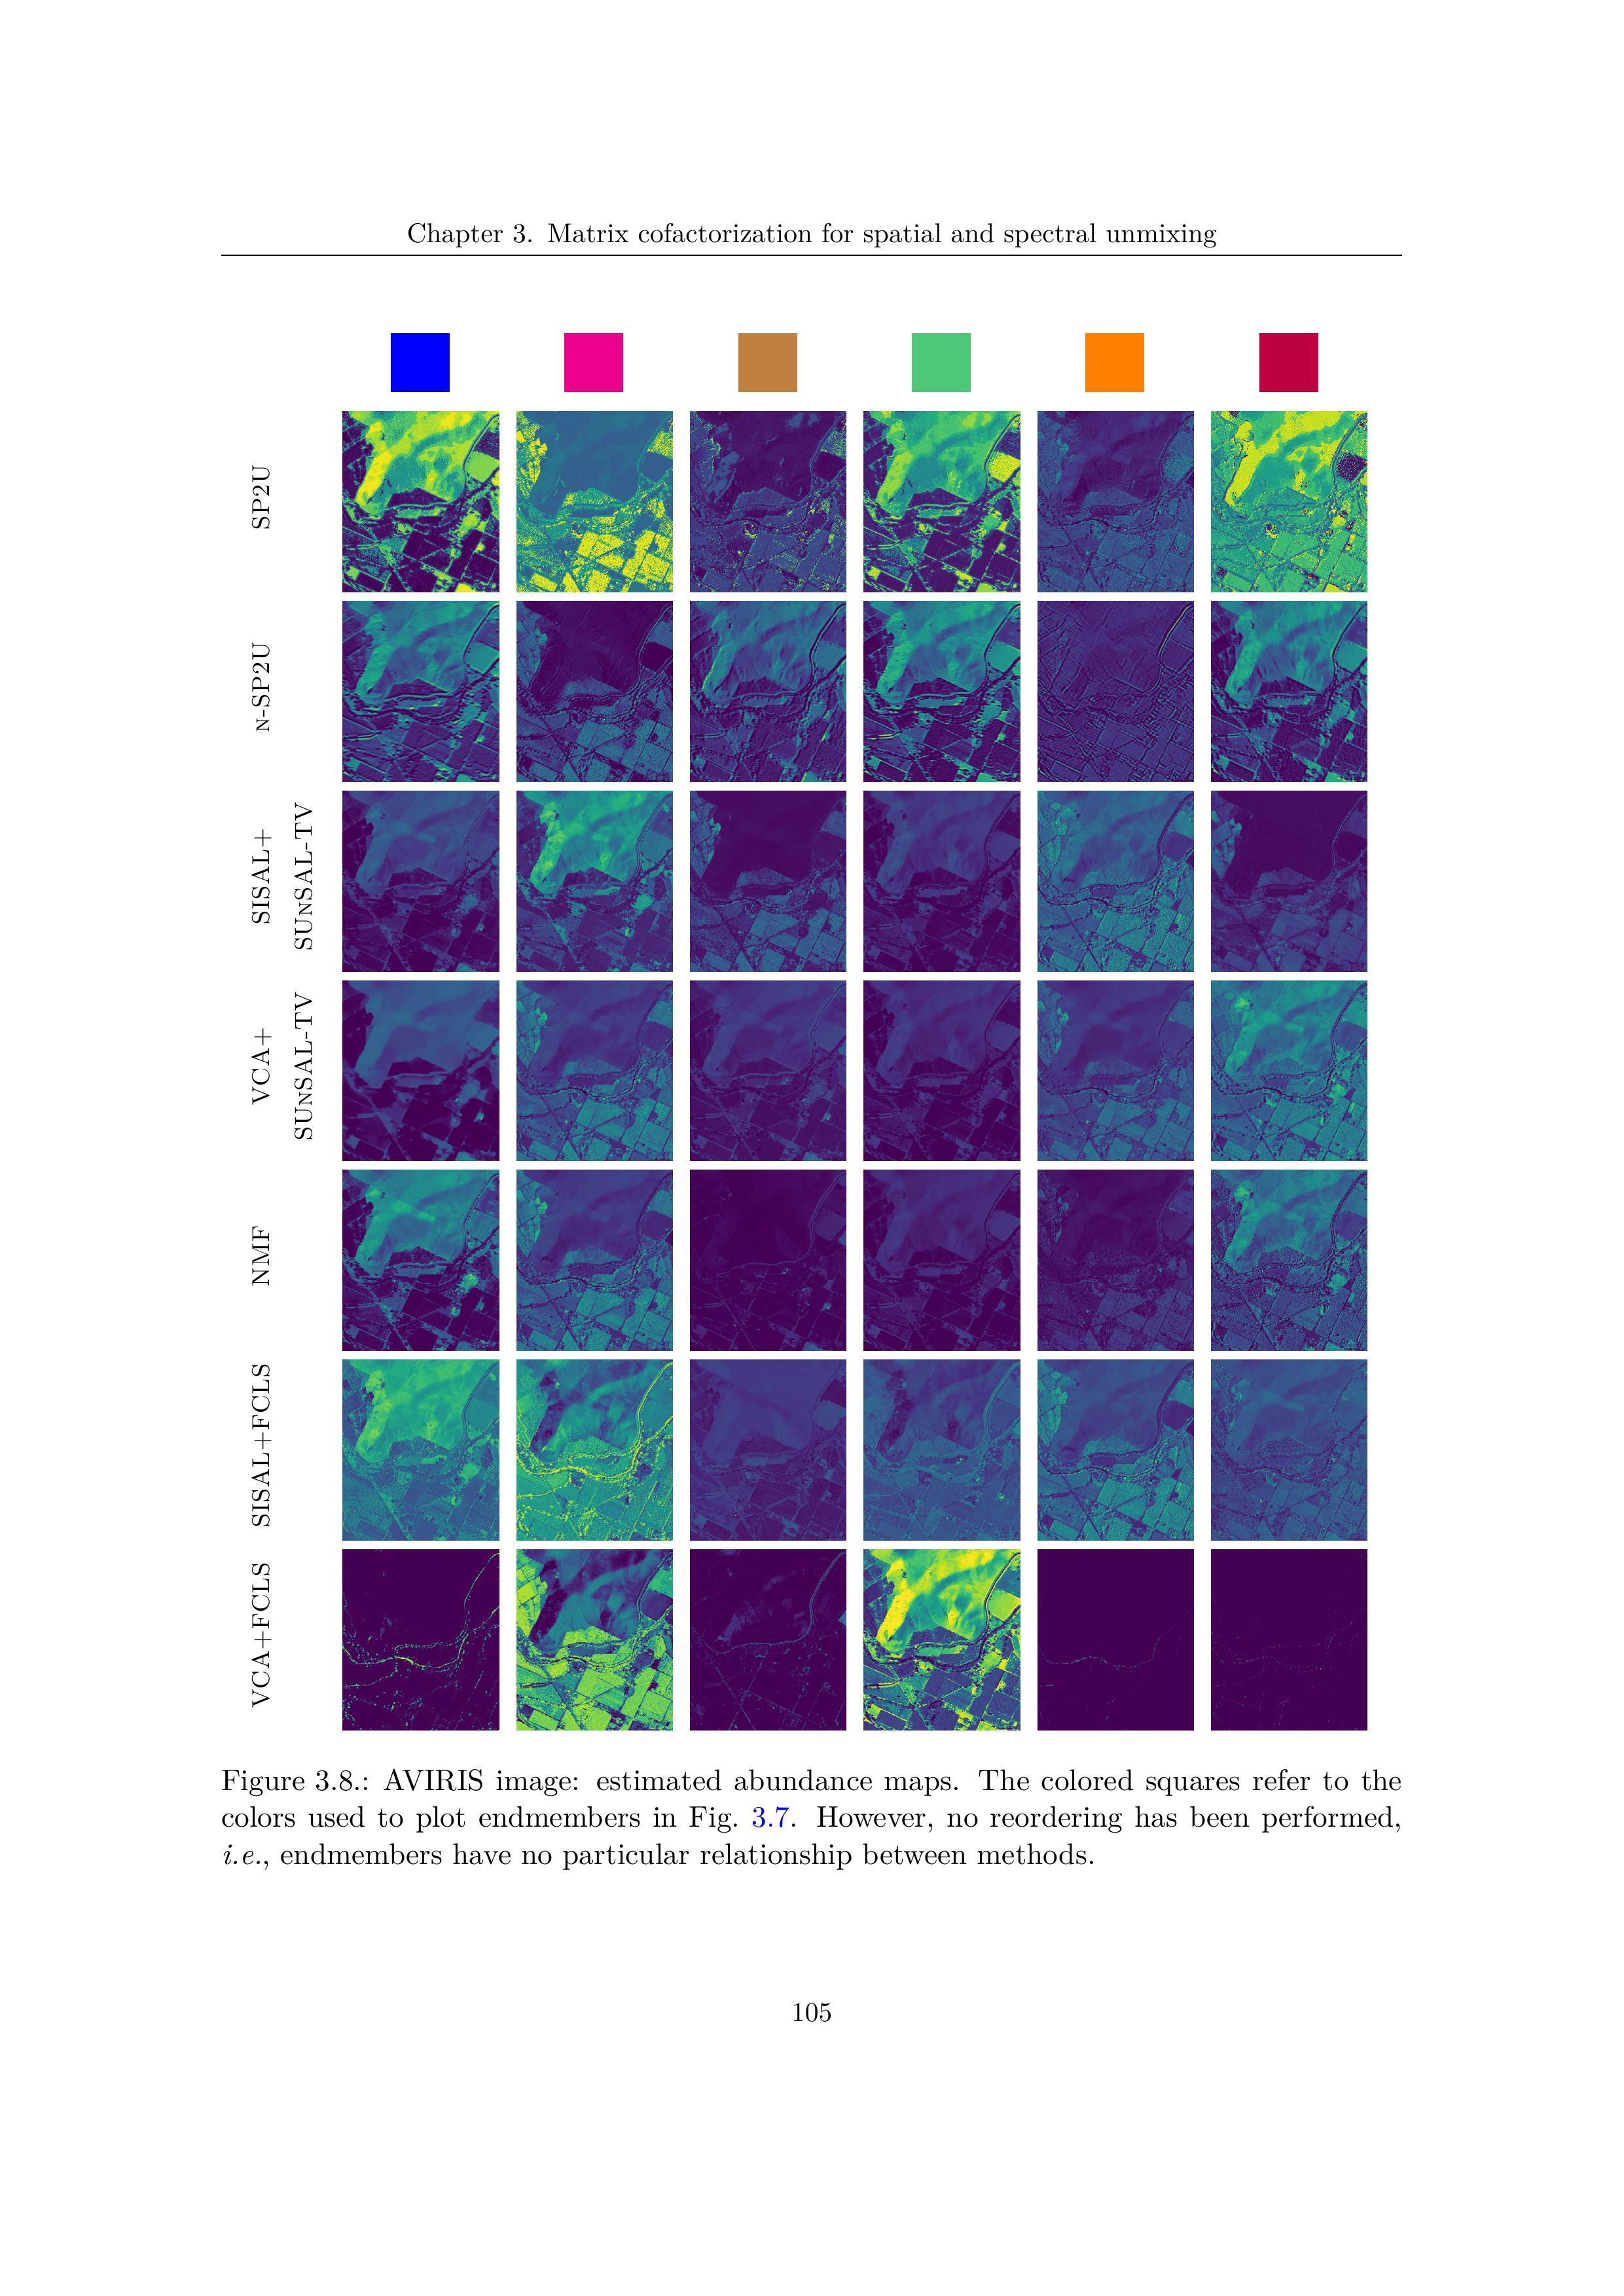 Chapter 3. Matrix cofactorization for spatial and spectral unmixing
SP2U
N-SP2U
SISAL+
SUNSAL-TV
VCA+
SUNSAL-TV
NMF
SISAL+FCLS
VCA+FCLS
Figure 3.8.: AVIRIS image: estimated abundance maps. The colored squares refer to the
colors used to plot endmembers in Fig. 3.7. However, no reordering has been performed,
i.e., endmembers have no particular relationship between methods.
105